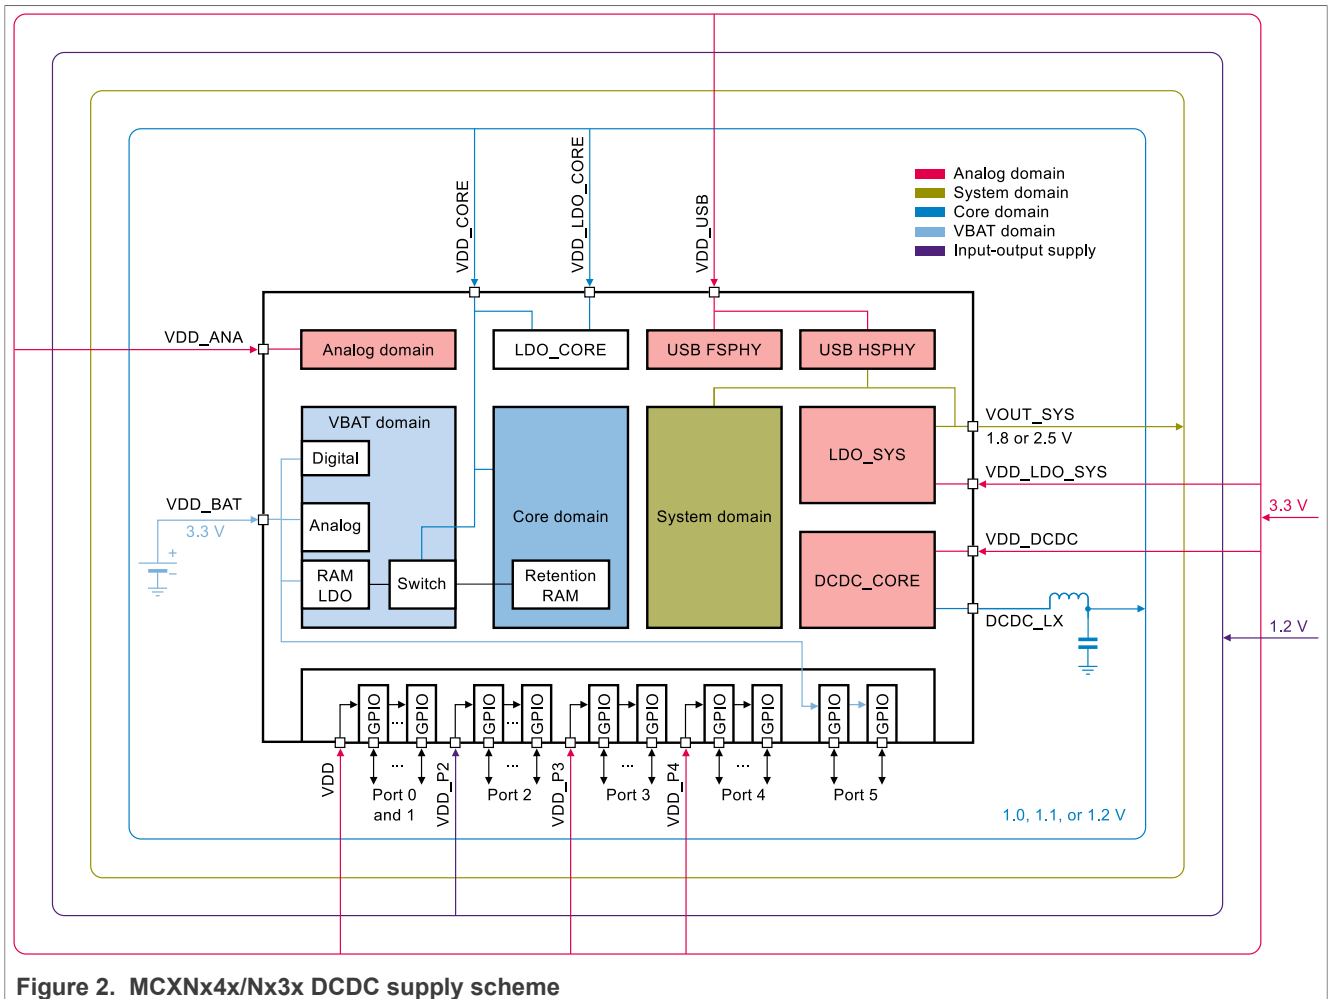 VDD_CORE
VDD_LDO_CORE
VDD_USB
Analog domain
System domain
Core domain
VBAT domain
Input-output supply
VDD_ANA
Analog domain
LDO_CORE
USB FSPHY
USB HSPHY
VBAT domain
Digital
Analog
RAM
LDO
Switch
Core domain
Retention
RAM
System domain
LDO_SYS
DCDC_CORE
VOUT_SYS
1.8 or 2.5 V
VDD_LDO_SYS
VDD_DCDC
DCDC_LX
3.3 V
1.2 V
VDD_BAT
3.3 V
+
−
GPIO
...
GPIO
GPIO
...
GPIO
GPIO
GPIO
GPIO
GPIO
GPIO
GPIO
VDD
...
Port 0
and 1
VDD_P2
...
Port 2
VDD_P3
...
Port 3
VDD_P4
...
Port 4
Port 5
1.0, 1.1, or 1.2 V
Figure 2. MCXNx4x/Nx3x DCDC supply scheme